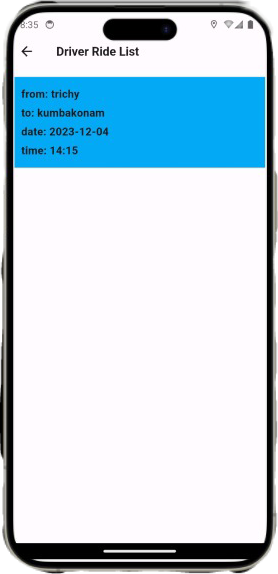 8:35
Driver Ride List
from: trichy
to: kumbakonam
date: 2023-12-04
time: 14:15